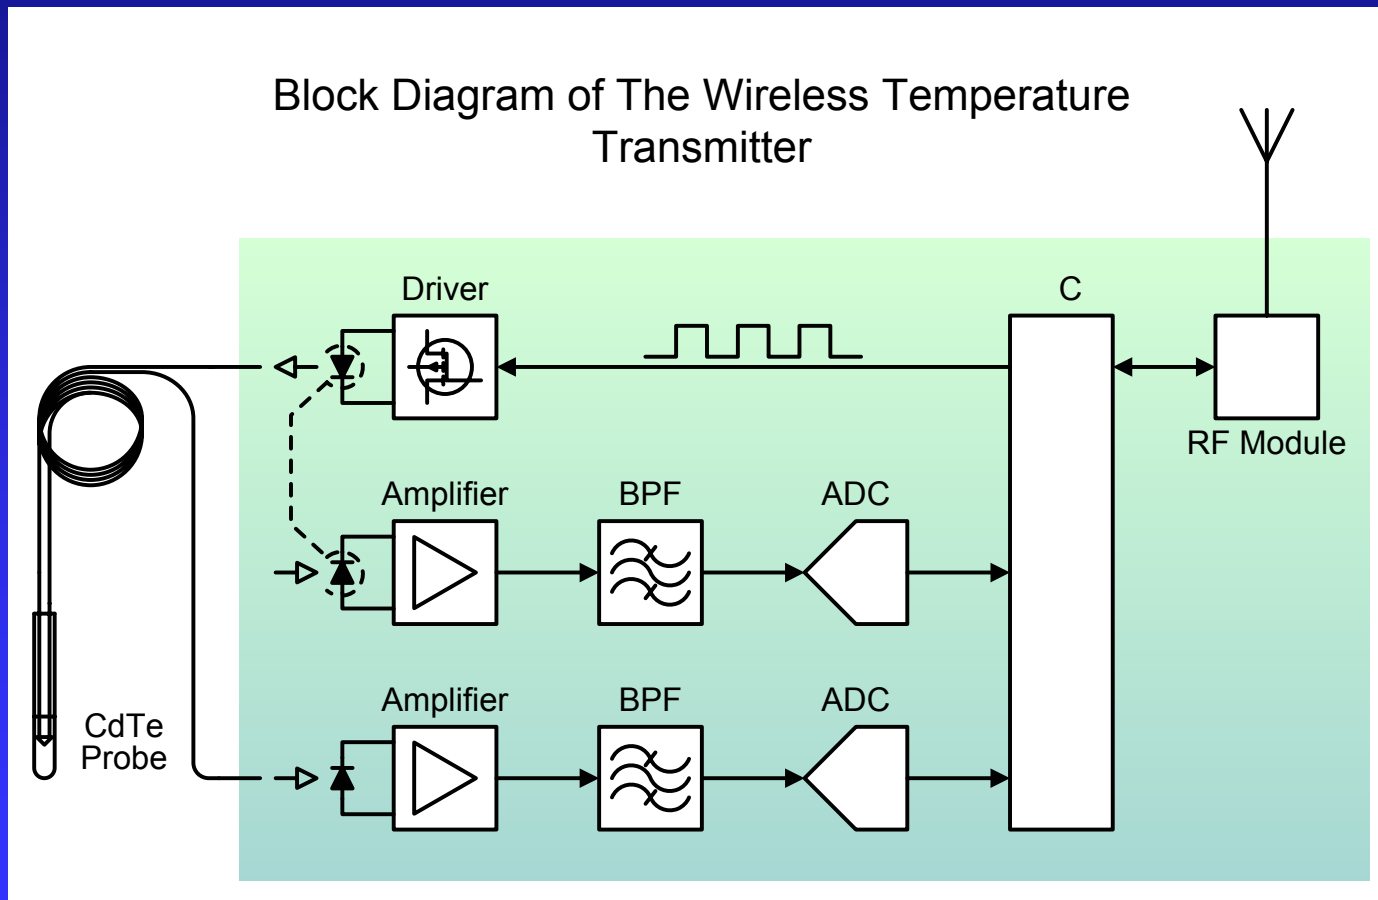 Block Diagram of The Wireless Temperature
Transmitter
Driver
C
RF Module
Amplifier
BPF
ADC
Amplifier
BPF
ADC
CdTe
Probe